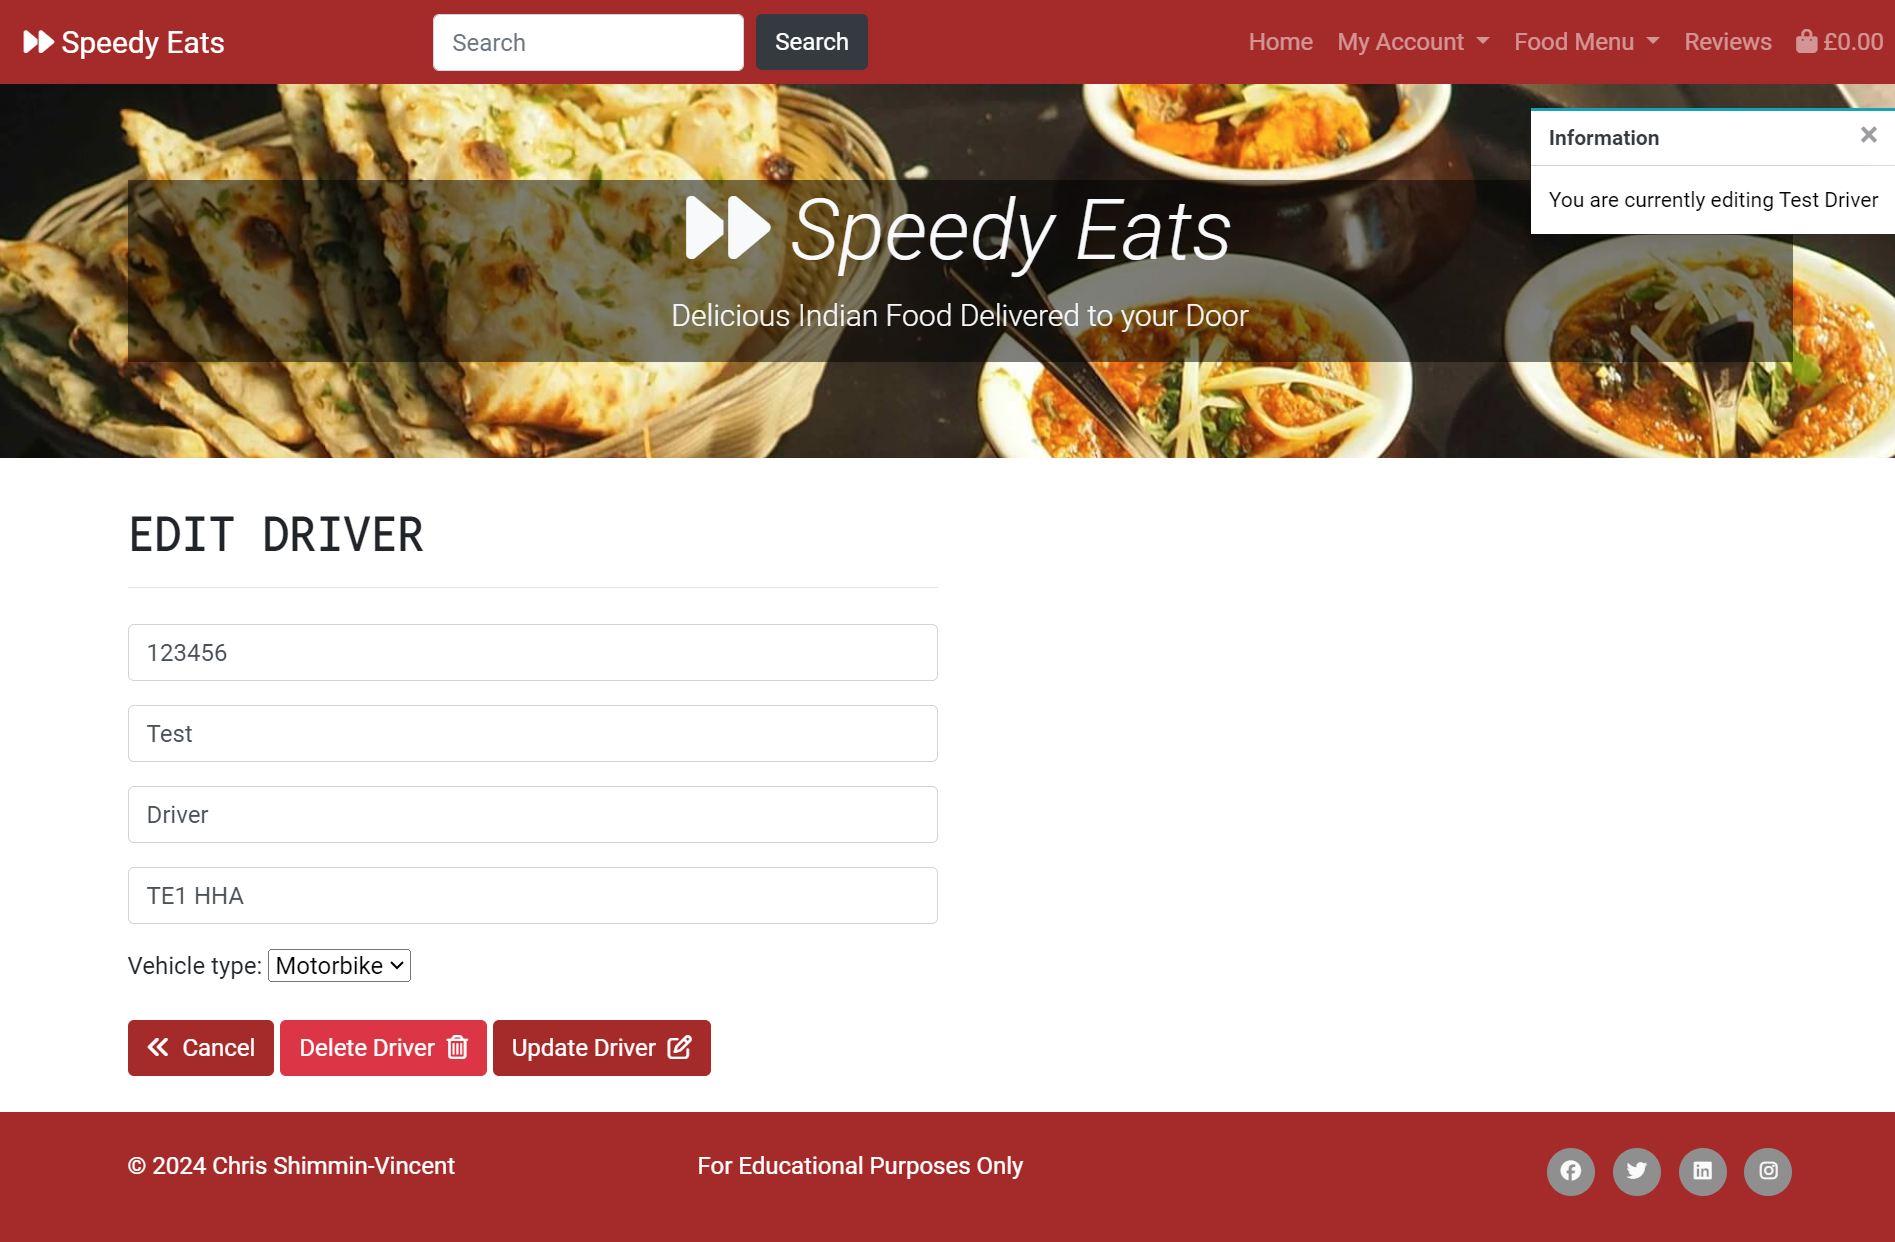 Speedy Eats
Search
Search
Home
My Account
Food Menu
Reviews
£0.00
Information
×
You are currently editing Test Driver
Speedy Eats
Delicious Indian Food Delivered to your Door
EDIT DRIVER
123456
Test
Driver
TE1 HHA
Vehicle type: Motorbike
Cancel
Delete Driver
Update Driver
© 2024 Chris Shimmin-Vincent
For Educational Purposes Only